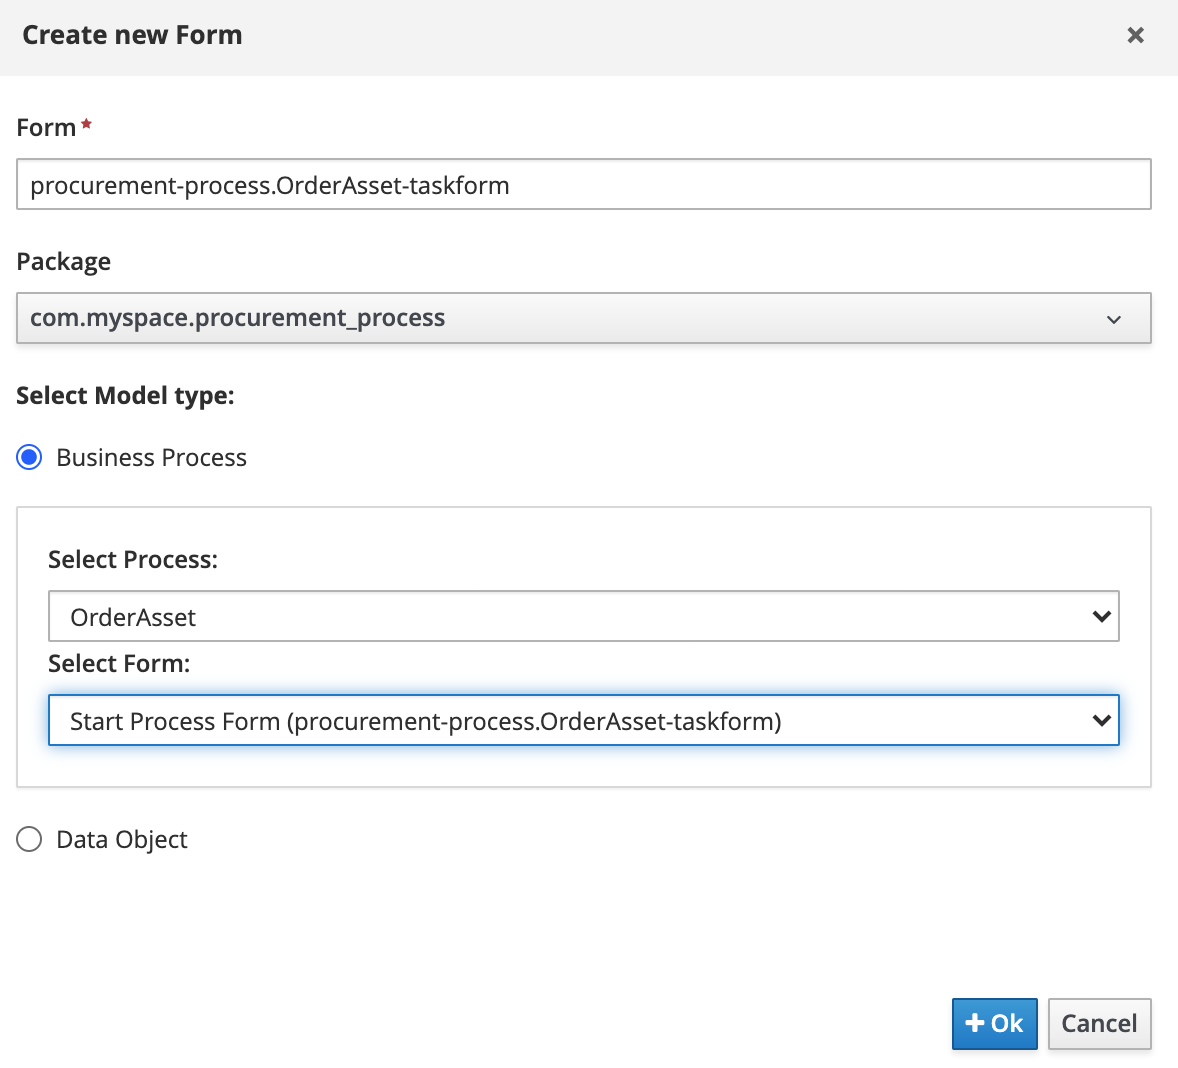 Create new Form
Form *
procurement-process.OrderAsset-taskform
Package
com.myspace.procurement_process
Select Model type:
Business Process
Select Process:
OrderAsset
Select Form:
Start Process Form (procurement-process.OrderAsset-taskform)
Data Object
+ Ok Cancel